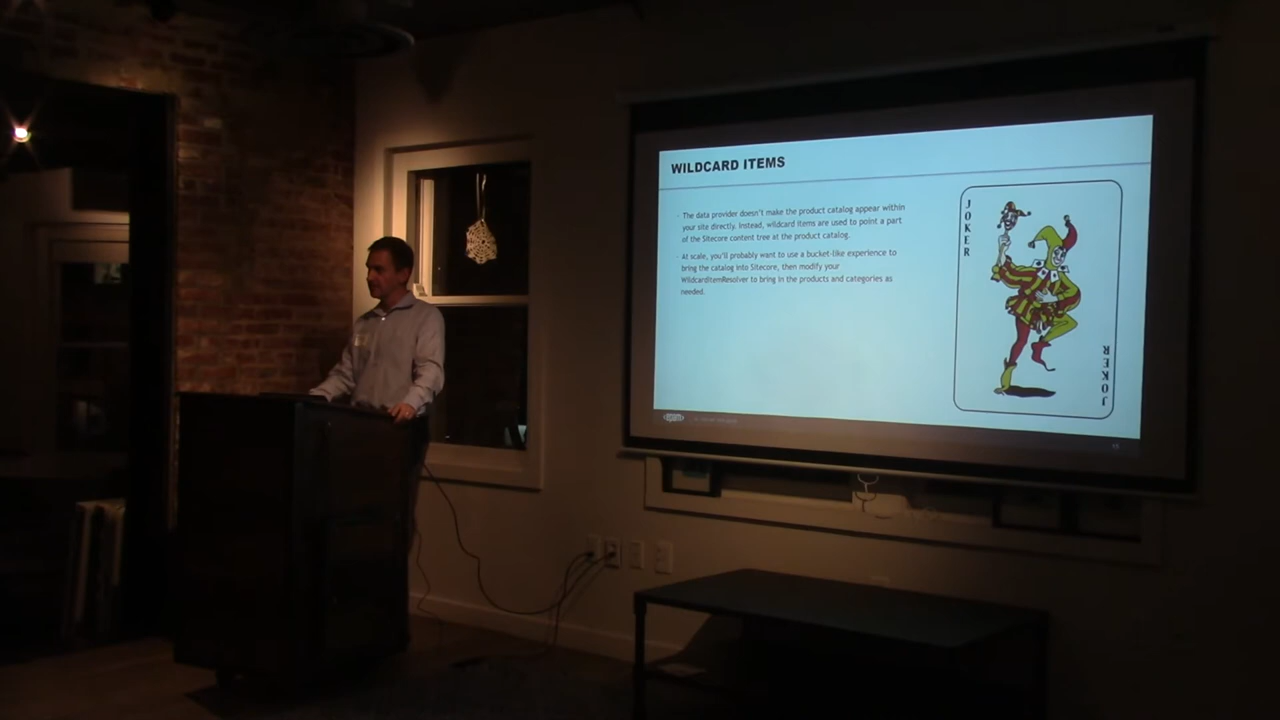 WILDCARD ITEMS
The data provider doesn't make the product catalog appear within
your site directly. Instead, wildcard items are used to point a part
of the Sitecore content tree at the product catalog.
At scale, you'll probably want to use a bucket-like experience to
bring the catalog into Sitecore, then modify your
WildcardItemResolver to bring in the products and categories as
needed.
JOKER
JOKER
<epam>